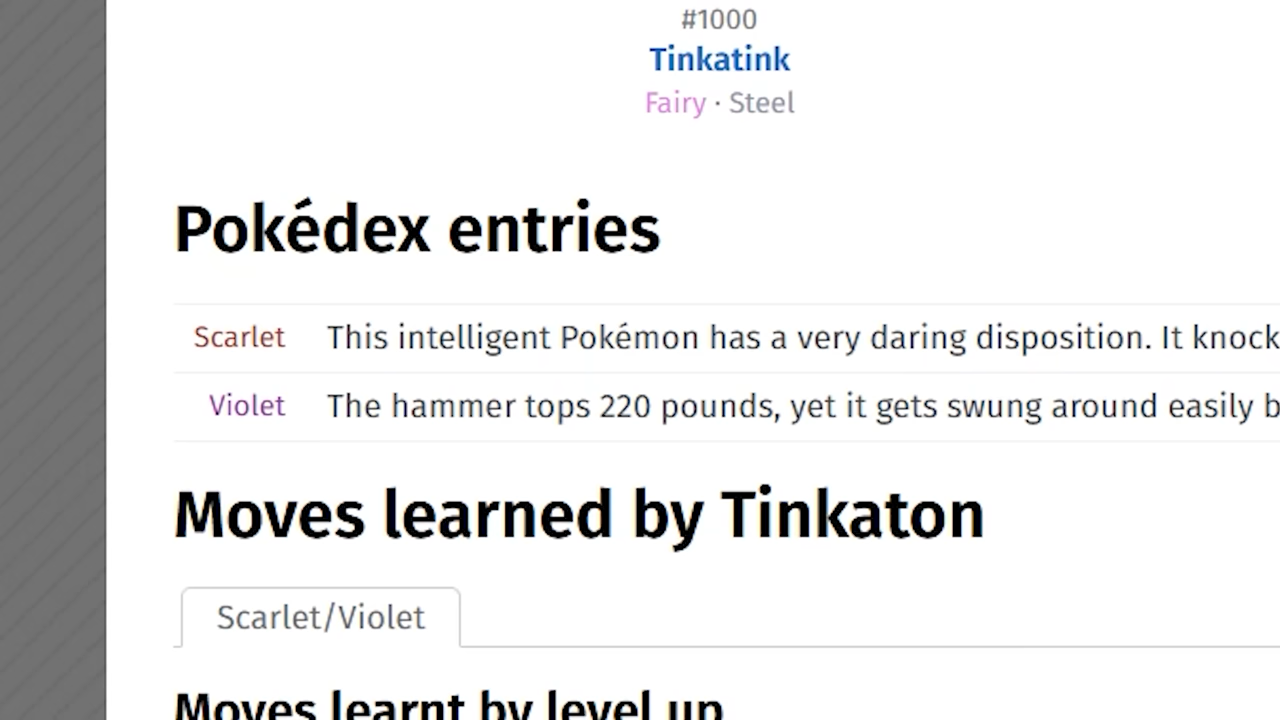 #1000
Tinkatink
Fairy · Steel
Pokédex entries
Scarlet This intelligent Pokémon has a very daring disposition. It knock
Violet The hammer tops 220 pounds, yet it gets swung around easily b
Moves learned by Tinkaton
Scarlet/Violet
Moves learnt by level up